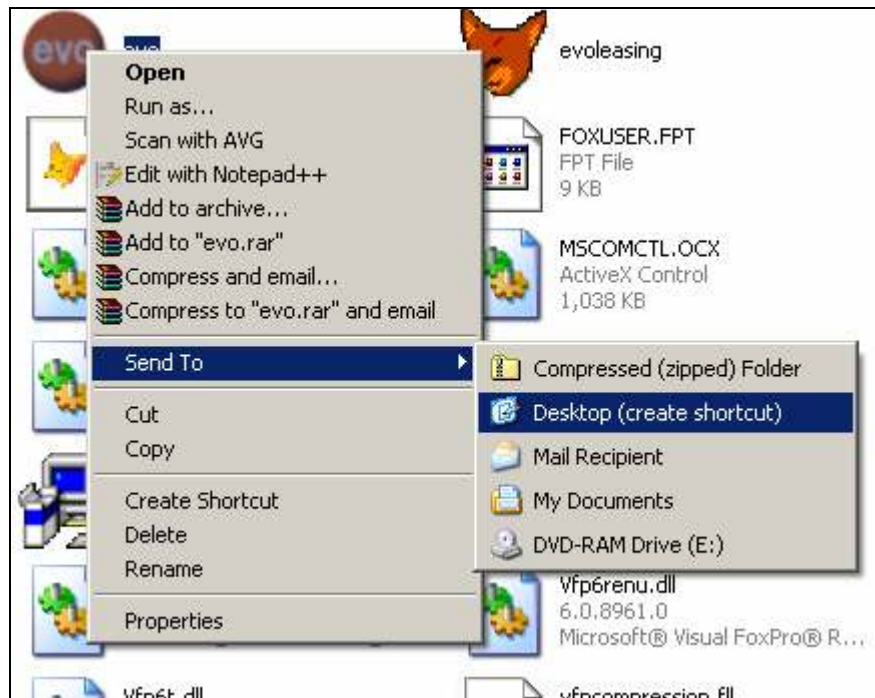 evo
evo
evoleasing
Open
Run as...
Scan with AVG
Edit with Notepad++
Add to archive...
Add to "evo.rar"
Compress and email...
Compress to "evo.rar" and email
Send To
Cut
Copy
Create Shortcut
Delete
Rename
Properties
FOXUSER.FPT
FPT File
9 KB
MSCOMCTL.OCX
ActiveX Control
1,038 KB
Compressed (zipped) Folder
Desktop (create shortcut)
Mail Recipient
My Documents
DVD-RAM Drive (E:)
Vfp6renu.dll
6.0.8961.0
Microsoft® Visual FoxPro® R...
Vfp6t.dll
vfpcompression.fll